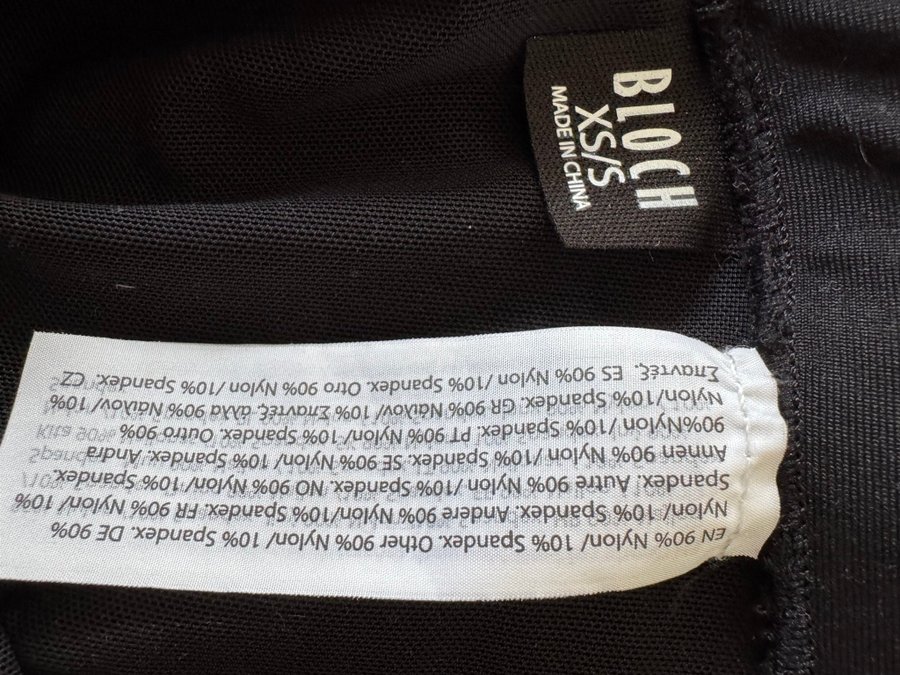 BLOCH
XS/S
MADE IN CHINA
EN 90% Nylon/ 10% Spandex. Other 90% Nylon/ 10% Spandex. DE 90%
Nylon/ 10% Spandex. Andere 90% Nylon/10% Spandex. FR 90% Nylon/ 10%
Spandex. Autre 90% Nylon /10% Spandex. NO 90% Nylon/10% Spandex.
Annen 90% Nylon /10% Spandex. SE 90% Nylon/ 10% Spandex. Andra
90%Nylon /10% Spandex. PT 90% Nylon/ 10% Spandex. Outro 90%
Nylon/10% Spandex. GR 90% Νάιλον/ 10% Σπαντέξ, άλλα 90% Νάιλον/ 10%
Σπαντέξ. ES 90% Nylon /10% Spandex. Otro 90% Nylon /10% Spandex. CZ